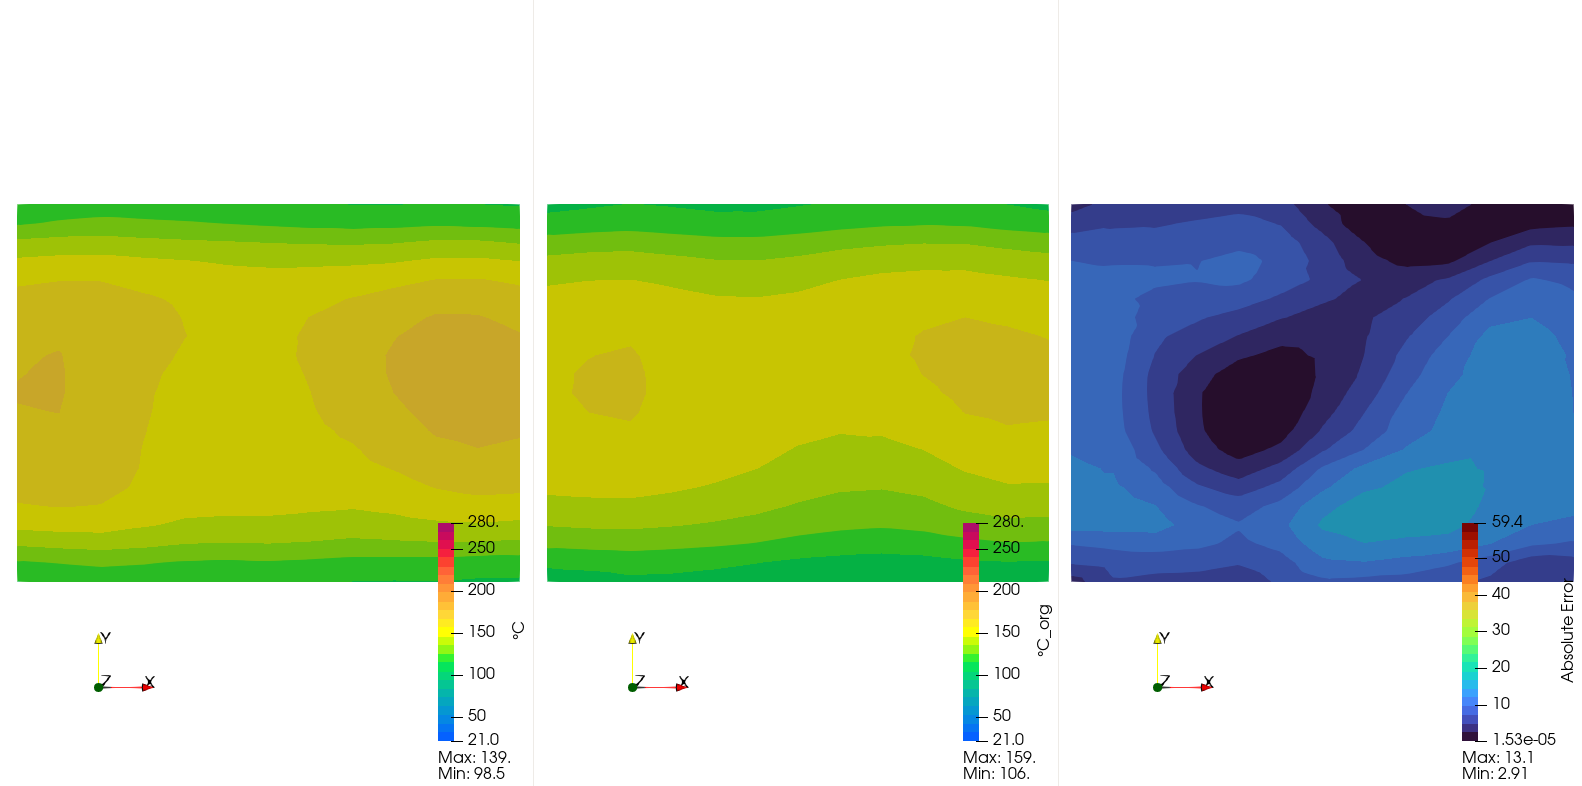 280.
250
200
150
100
50
21.0
°C
Max: 139.
Min: 98.5
Y
Z
X
280.
250
200
150
100
50
21.0
°C_org
Max: 159.
Min: 106.
Y
Z
X
59.4
50
40
30
20
10
1.53e-05
Absolute Error
Max: 13.1
Min: 2.91
Y
Z
X